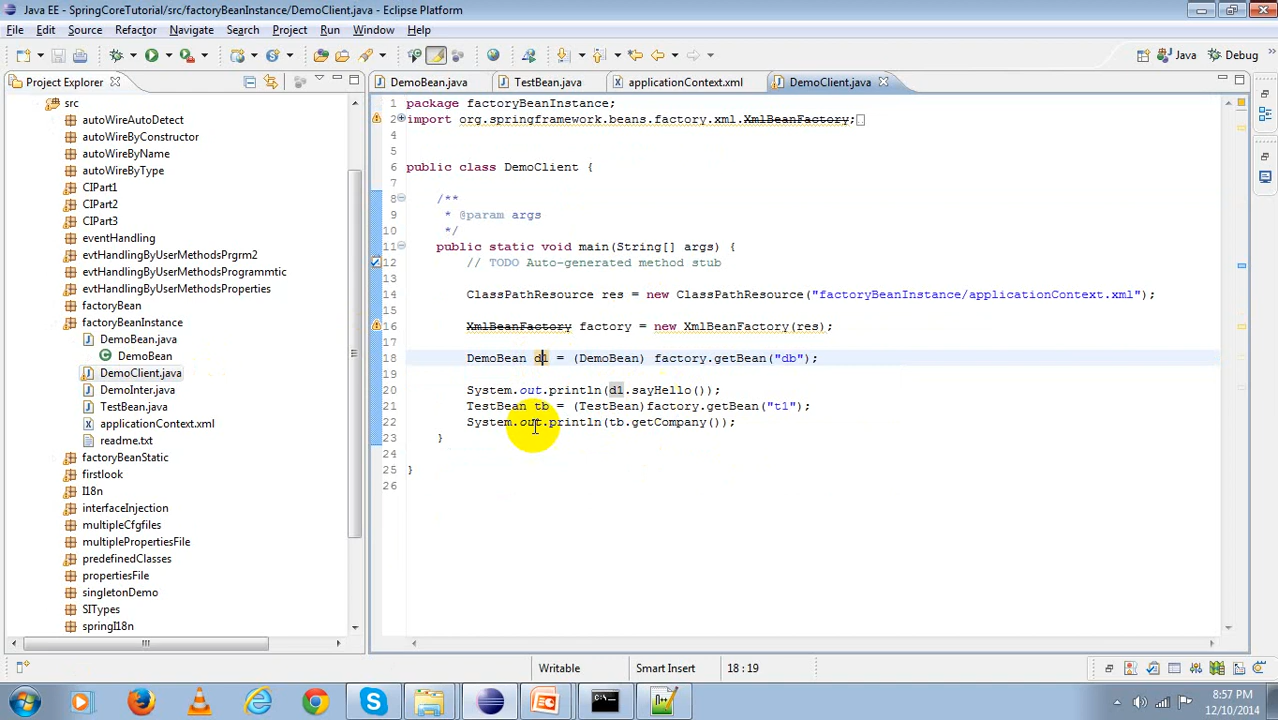 Java EE - SpringCoreTutorial/src/factoryBeanInstance/DemoClient.java - Eclipse Platform
File Edit Source Refactor Navigate Search Project Run Window Help
Java Debug
Project Explorer
src
autoWireAutoDetect
autoWireByConstructor
autoWireByName
autoWireByType
CIPart1
CIPart2
CIPart3
eventHandling
evtHandlingByUserMethodsPrgrm2
evtHandlingByUserMethodsProgrammtic
evtHandlingByUserMethodsProperties
factoryBean
factoryBeanInstance
DemoBean.java
DemoBean
DemoClient.java
DemoInter.java
TestBean.java
applicationContext.xml
readme.txt
factoryBeanStatic
firstlook
I18n
interfaceInjection
multipleCfgfiles
multiplePropertiesFile
predefinedClasses
propertiesFile
singletonDemo
SITypes
springI18n
DemoBean.java TestBean.java applicationContext.xml DemoClient.java
1 package factoryBeanInstance;
2 import org.springframework.beans.factory.xml.XmlBeanFactory;
4
5
6 public class DemoClient {
7
8 /**
9 * @param args
10 */
11 public static void main(String[] args) {
12 // TODO Auto-generated method stub
13
14 ClassPathResource res = new ClassPathResource("factoryBeanInstance/applicationContext.xml");
15
16 XmlBeanFactory factory = new XmlBeanFactory(res);
17
18 DemoBean d1 = (DemoBean) factory.getBean("db");
19
20 System.out.println(d1.sayHello());
21 TestBean tb = (TestBean)factory.getBean("t1");
22 System.out.println(tb.getCompany());
23 }
24
25 }
26
Writable Smart Insert 18 : 19
8:57 PM
12/10/2014